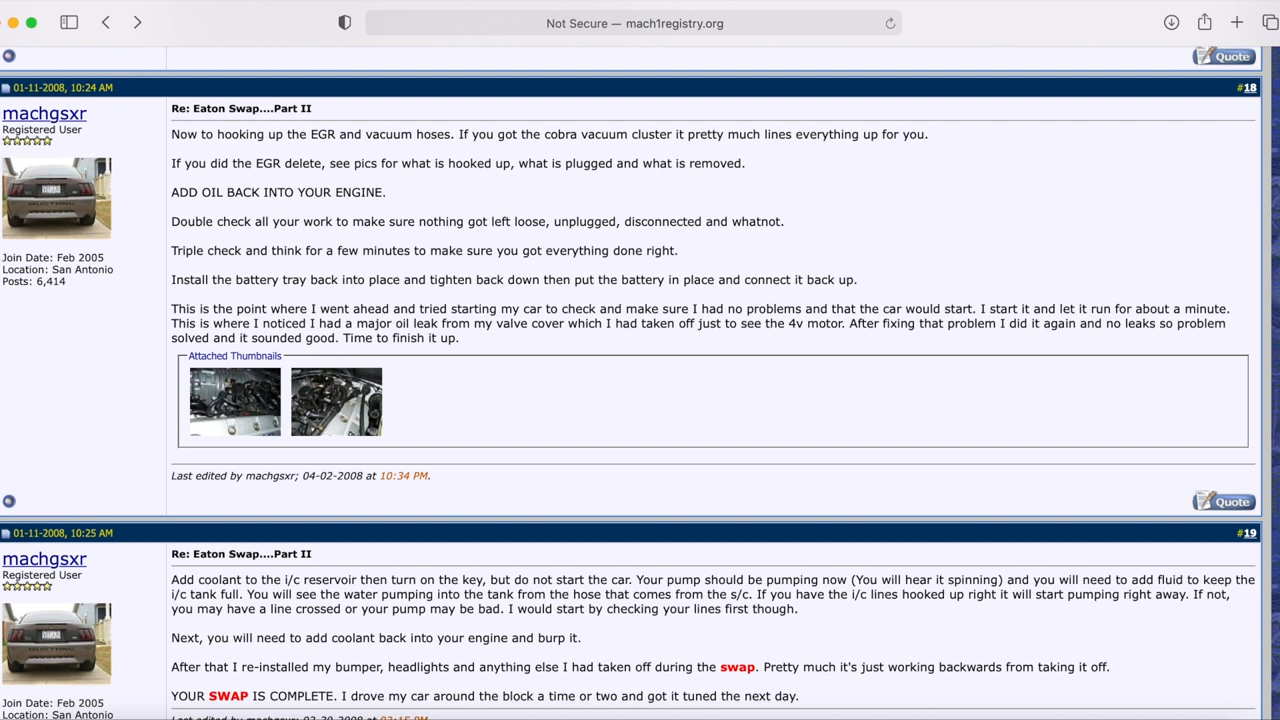 Not Secure — mach1registry.org
Quote
01-11-2008, 10:24 AM
#18
machgsxr
Registered User
Join Date: Feb 2005
Location: San Antonio
Posts: 6,414
Re: Eaton Swap....Part II
Now to hooking up the EGR and vacuum hoses. If you got the cobra vacuum cluster it pretty much lines everything up for you.
If you did the EGR delete, see pics for what is hooked up, what is plugged and what is removed.
ADD OIL BACK INTO YOUR ENGINE.
Double check all your work to make sure nothing got left loose, unplugged, disconnected and whatnot.
Triple check and think for a few minutes to make sure you got everything done right.
Install the battery tray back into place and tighten back down then put the battery in place and connect it back up.
This is the point where I went ahead and tried starting my car to check and make sure I had no problems and that the car would start. I start it and let it run for about a minute.
This is where I noticed I had a major oil leak from my valve cover which I had taken off just to see the 4v motor. After fixing that problem I did it again and no leaks so problem
solved and it sounded good. Time to finish it up.
Attached Thumbnails
Last edited by machgsxr; 04-02-2008 at 10:34 PM.
Quote
01-11-2008, 10:25 AM
#19
machgsxr
Registered User
Join Date: Feb 2005
Location: San Antonio
Re: Eaton Swap....Part II
Add coolant to the i/c reservoir then turn on the key, but do not start the car. Your pump should be pumping now (You will hear it spinning) and you will need to add fluid to keep the
i/c tank full. You will see the water pumping into the tank from the hose that comes from the s/c. If you have the i/c lines hooked up right it will start pumping right away. If not,
you may have a line crossed or your pump may be bad. I would start by checking your lines first though.
Next, you will need to add coolant back into your engine and burp it.
After that I re-installed my bumper, headlights and anything else I had taken off during the swap. Pretty much it's just working backwards from taking it off.
YOUR SWAP IS COMPLETE. I drove my car around the block a time or two and got it tuned the next day.